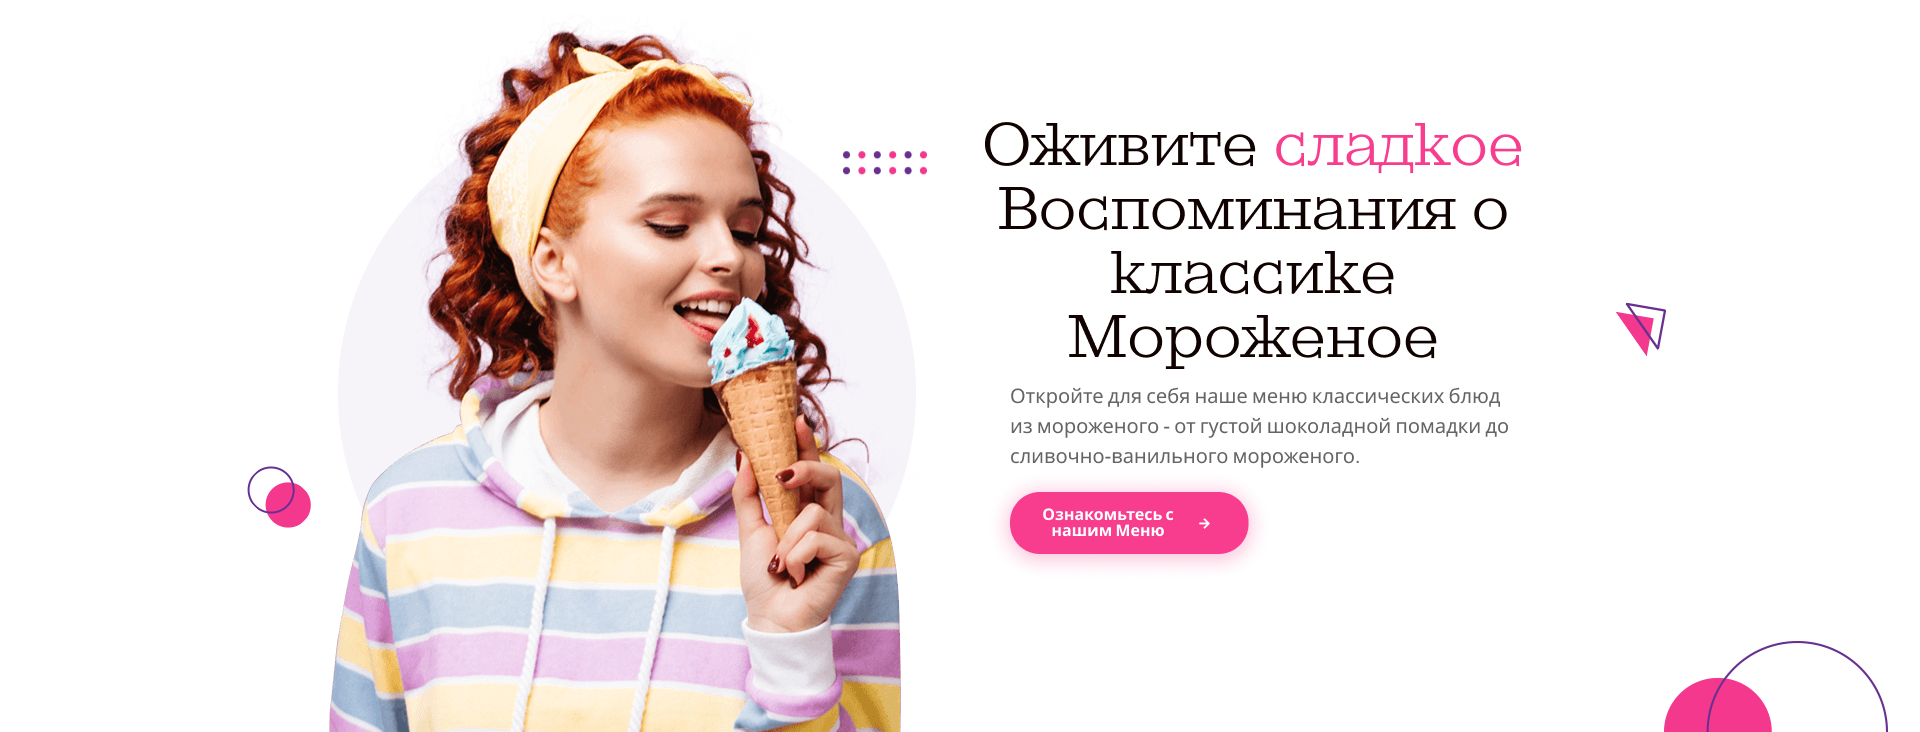 Оживите сладкое
Воспоминания о
классике
Мороженое
Откройте для себя наше меню классических блюд
из мороженого - от густой шоколадной помадки до
сливочно-ванильного мороженого.
Ознакомьтесь с
нашим Меню